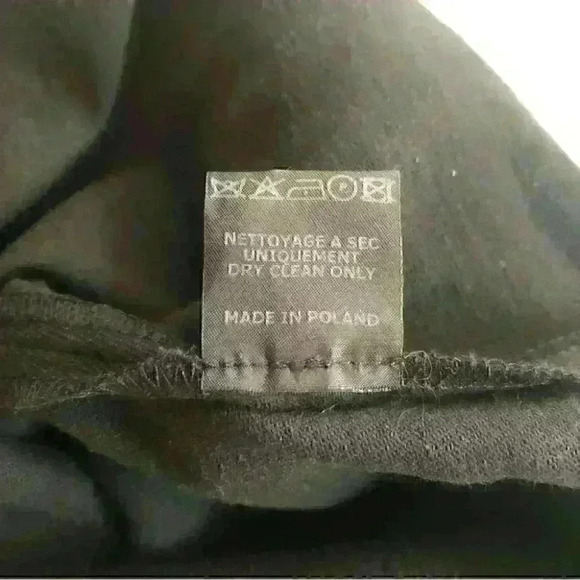 NETTOYAGE A SEC
UNIQUEMENT
DRY CLEAN ONLY
MADE IN POLAND